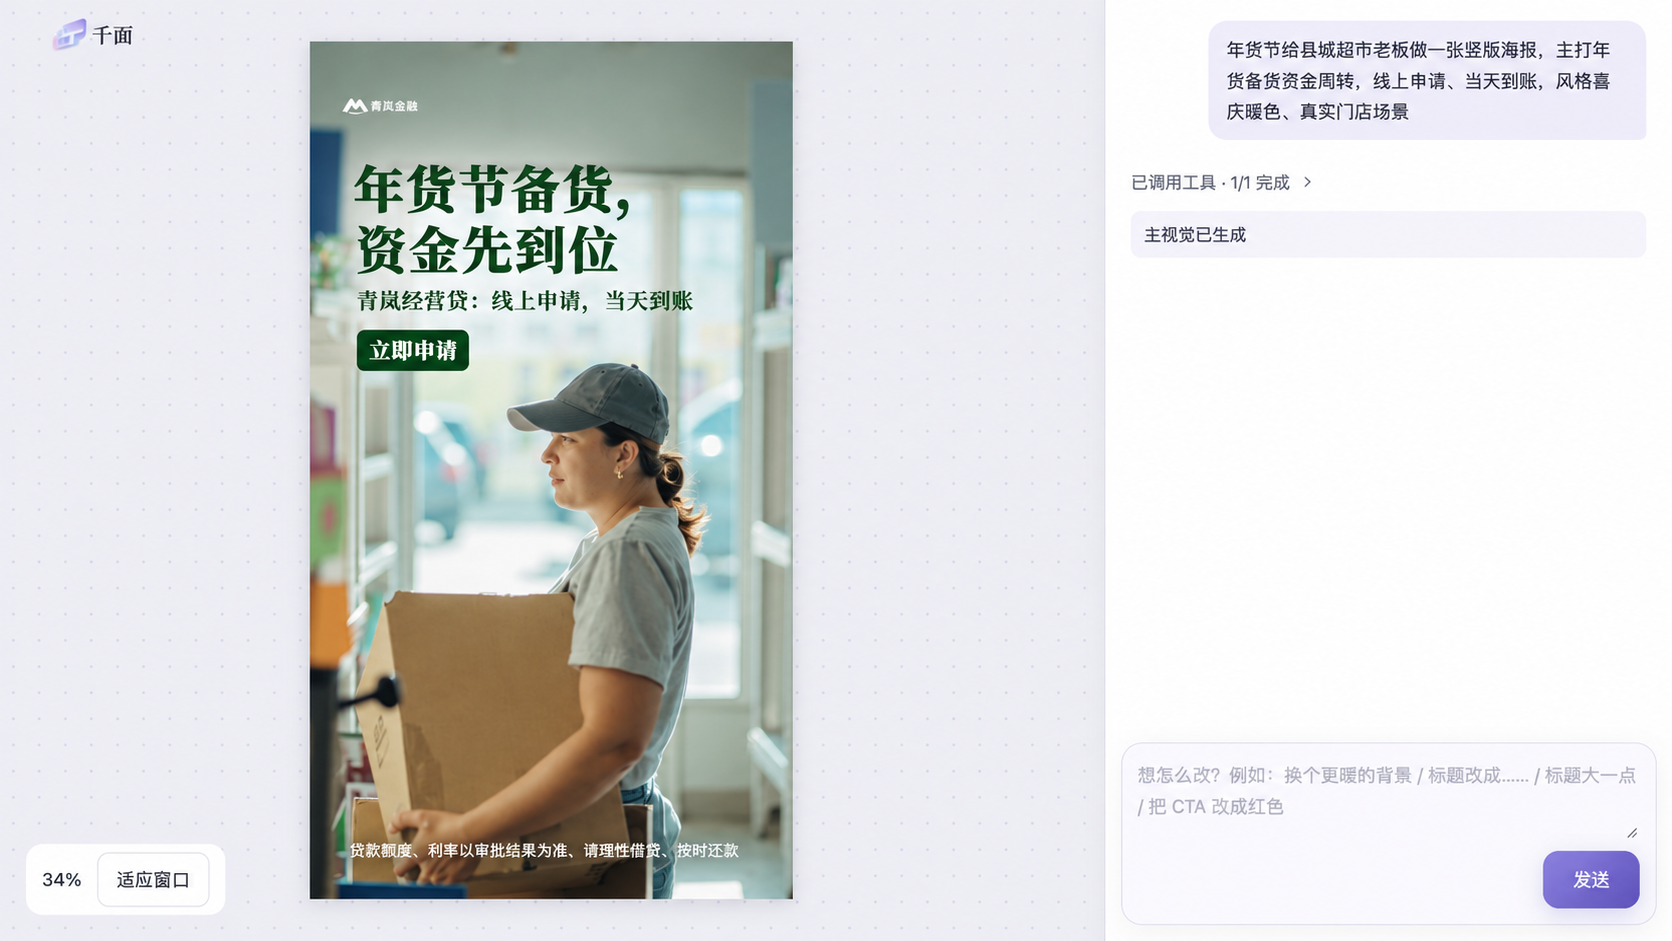 千面
青岚金融
年货节备货,
资金先到位
青岚经营贷：线上申请，当天到账
立即申请
贷款额度、利率以审批结果为准、请理性借贷、按时还款
34%
适应窗口
年货节给县城超市老板做一张竖版海报，主打年
货备货资金周转，线上申请、当天到账，风格喜
庆暖色、真实门店场景
已调用工具 · 1/1 完成 >
主视觉已生成
想怎么改？例如：换个更暖的背景 / 标题改成...... / 标题大一点
/ 把 CTA 改成红色
发送